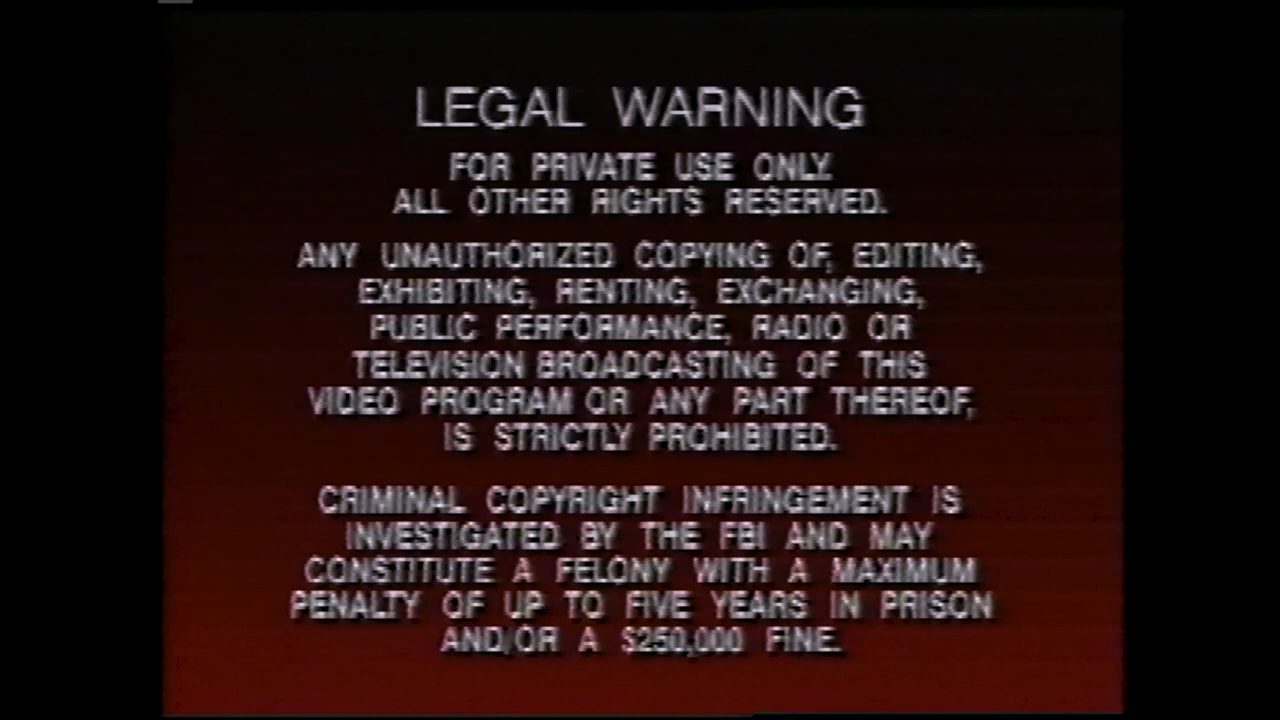 LEGAL WARNING
FOR PRIVATE USE ONLY.
ALL OTHER RIGHTS RESERVED.
ANY UNAUTHORIZED COPYING OF, EDITING,
EXHIBITING, RENTING, EXCHANGING,
PUBLIC PERFORMANCE, RADIO OR
TELEVISION BROADCASTING OF THIS
VIDEO PROGRAM OR ANY PART THEREOF,
IS STRICTLY PROHIBITED.
CRIMINAL COPYRIGHT INFRINGEMENT IS
INVESTIGATED BY THE FBI AND MAY
CONSTITUTE A FELONY WITH A MAXIMUM
PENALTY OF UP TO FIVE YEARS IN PRISON
AND/OR A $250,000 FINE.